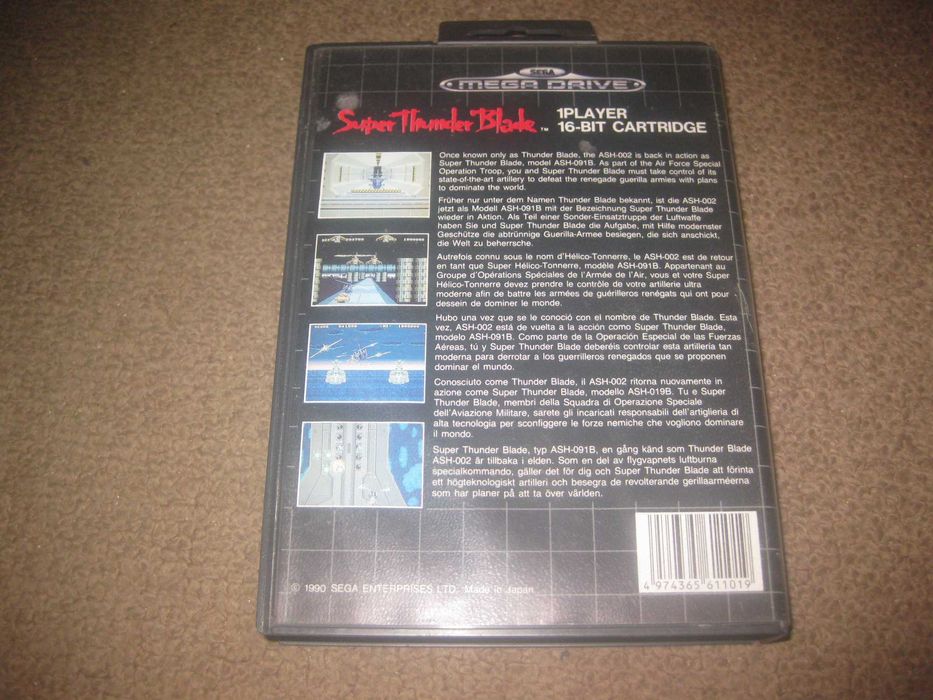 SEGA
MEGA DRIVE
Super Thunder Blade ™
1PLAYER
16-BIT CARTRIDGE
Once known only as Thunder Blade, the ASH-002 is back in action as
Super Thunder Blade, model ASH-091B. As part of the Air Force Special
Operation Troop, you and Super Thunder Blade must take control of its
state-of-the-art artillery to defeat the renegade guerilla armies with plans
to dominate the world.
Früher nur unter dem Namen Thunder Blade bekannt, ist die ASH-002
jetzt als Modell ASH-091B mit der Bezeichnung Super Thunder Blade
wieder in Aktion. Als Teil einer Sonder-Einsatztruppe der Luftwaffe
haben Sie und Super Thunder Blade die Aufgabe, mit Hilfe modernster
Geschütze die abtrünnige Guerilla-Armee besiegen, die sich anschickt,
die Welt zu beherrsche.
Autrefois connu sous le nom d'Hélico-Tonnerre, le ASH-002 est de retour
en tant que Super Hélico-Tonnerre, modèle ASH-091B. Appartenant au
Groupe d'Opérations Spéciales de l'Armée de l'Air, vous et votre Super
Hélico-Tonnerre devez prendre le contrôle de votre artillerie ultra
moderne afin de battre les armées de guérilleros renégats qui ont pour
dessein de dominer le monde.
Hubo una vez que se le conoció con el nombre de Thunder Blade. Esta
vez, ASH-002 está de vuelta a la acción como Super Thunder Blade,
modelo ASH-091B. Como parte de la Operación Especial de las Fuerzas
Aéreas, tú y Super Thunder Blade deberéis controlar esta artillería tan
moderna para derrotar a los guerrilleros renegados que se proponen
dominar el mundo.
Conosciuto come Thunder Blade, il ASH-002 ritorna nuovamente in
azione come Super Thunder Blade, modello ASH-019B. Tu e Super
Thunder Blade, membri della Squadra di Operazione Speciale
dell'Aviazione Militare, sarete gli incaricati responsabili dell'artiglieria di
alta tecnologia per sconfiggere le forze nemiche che vogliono dominare
il mondo.
Super Thunder Blade, typ ASH-091B, en gång känd som Thunder Blade
ASH-002 är tillbaka i elden. Som en del av flygvapnets luftburna
specialkommando, gäller det för dig och Super Thunder Blade att förinta
ett högteknologiskt artilleri och besegra de revolterande gerillaarméerna
som har planer på att ta över världen.
© 1990 SEGA ENTERPRISES LTD. Made in Japan
4 974365 611019